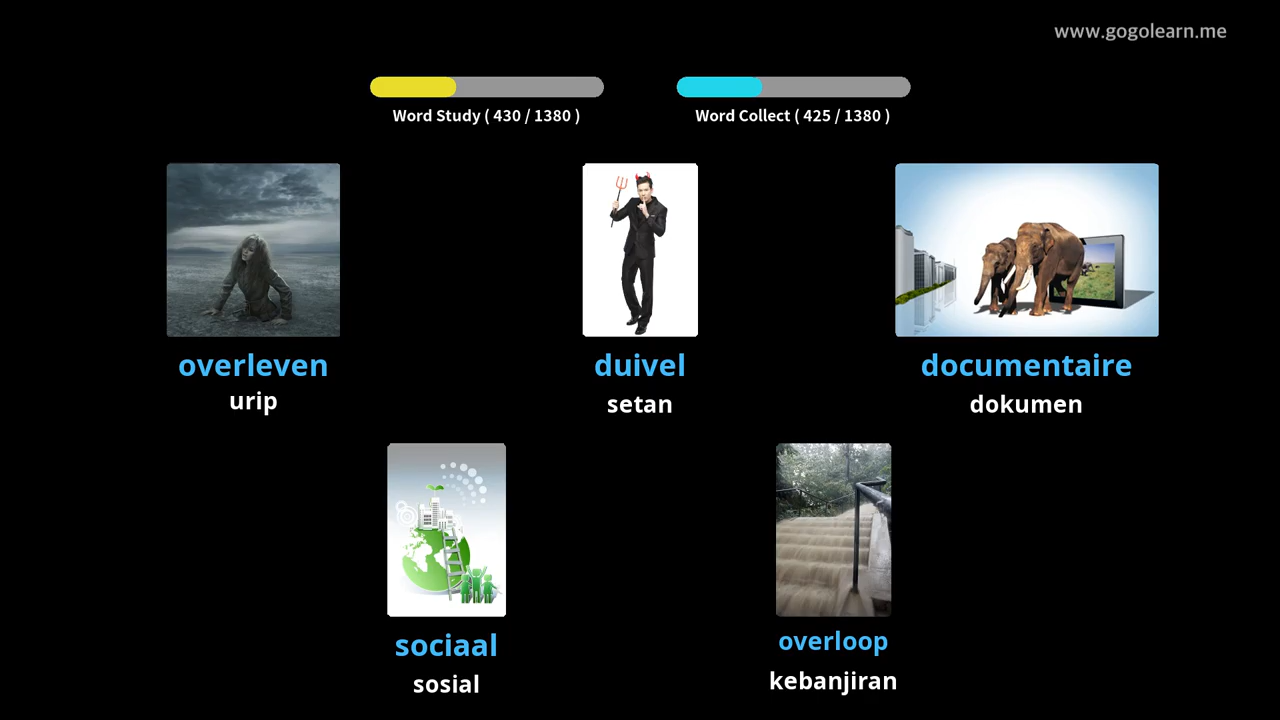 www.gogolearn.me
Word Study ( 430 / 1380 )
Word Collect ( 425 / 1380 )
overleven
urip
duivel
setan
documentaire
dokumen
sociaal
sosial
overloop
kebanjiran